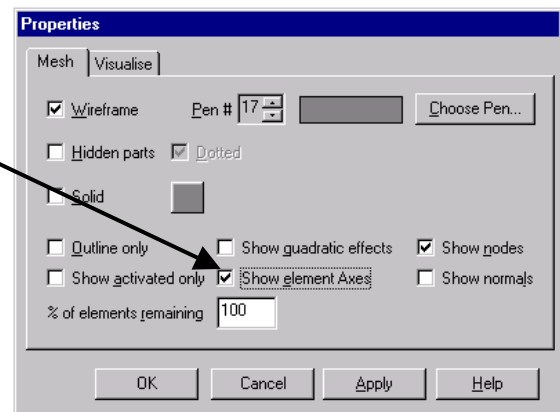 Properties
Mesh Visualise
Wireframe Pen # 17 Choose Pen...
Hidden parts Dotted
Solid
Outline only Show quadratic effects Show nodes
Show activated only Show element Axes Show normals
% of elements remaining 100
OK Cancel Apply Help